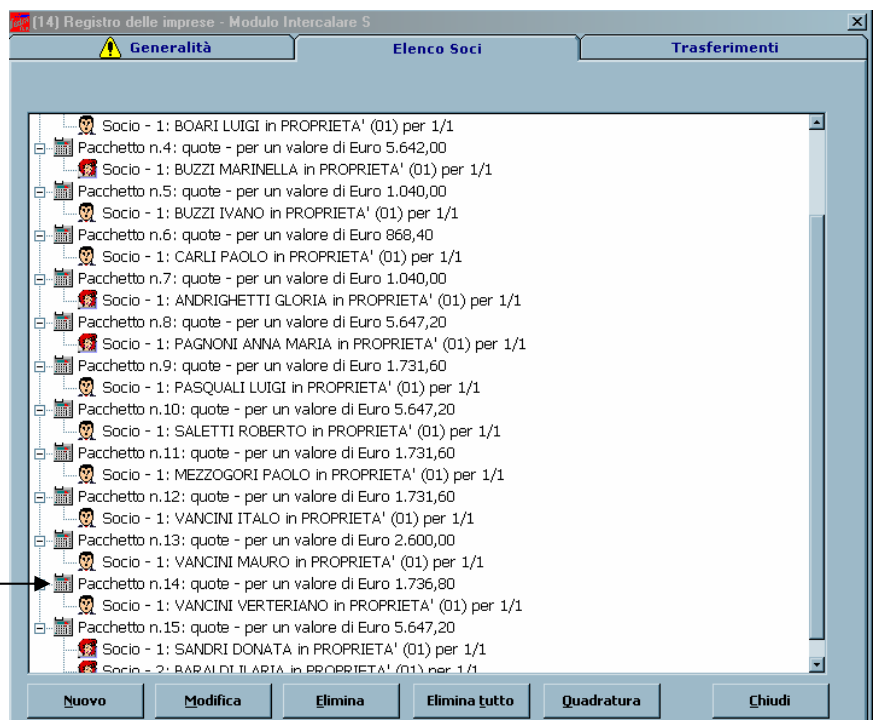 (14) Registro delle imprese - Modulo Intercalare S
Generalità Elenco Soci Trasferimenti
Socio - 1: BOARI LUIGI in PROPRIETA' (01) per 1/1
Pacchetto n.4: quote - per un valore di Euro 5.642,00
Socio - 1: BUZZI MARINELLA in PROPRIETA' (01) per 1/1
Pacchetto n.5: quote - per un valore di Euro 1.040,00
Socio - 1: BUZZI IVANO in PROPRIETA' (01) per 1/1
Pacchetto n.6: quote - per un valore di Euro 868,40
Socio - 1: CARLI PAOLO in PROPRIETA' (01) per 1/1
Pacchetto n.7: quote - per un valore di Euro 1.040,00
Socio - 1: ANDRIGHETTI GLORIA in PROPRIETA' (01) per 1/1
Pacchetto n.8: quote - per un valore di Euro 5.647,20
Socio - 1: PAGNONI ANNA MARIA in PROPRIETA' (01) per 1/1
Pacchetto n.9: quote - per un valore di Euro 1.731,60
Socio - 1: PASQUALI LUIGI in PROPRIETA' (01) per 1/1
Pacchetto n.10: quote - per un valore di Euro 5.647,20
Socio - 1: SALETTI ROBERTO in PROPRIETA' (01) per 1/1
Pacchetto n.11: quote - per un valore di Euro 1.731,60
Socio - 1: MEZZOGORI PAOLO in PROPRIETA' (01) per 1/1
Pacchetto n.12: quote - per un valore di Euro 1.731,60
Socio - 1: VANCINI ITALO in PROPRIETA' (01) per 1/1
Pacchetto n.13: quote - per un valore di Euro 2.600,00
Socio - 1: VANCINI MAURO in PROPRIETA' (01) per 1/1
Pacchetto n.14: quote - per un valore di Euro 1.736,80
Socio - 1: VANCINI VERTERIANO in PROPRIETA' (01) per 1/1
Pacchetto n.15: quote - per un valore di Euro 5.647,20
Socio - 1: SANDRI DONATA in PROPRIETA' (01) per 1/1
Socio - 2: BARALDI ILARIA in PROPRIETA' (01) per 1/1
Nuovo Modifica Elimina Elimina tutto Quadratura Chiudi